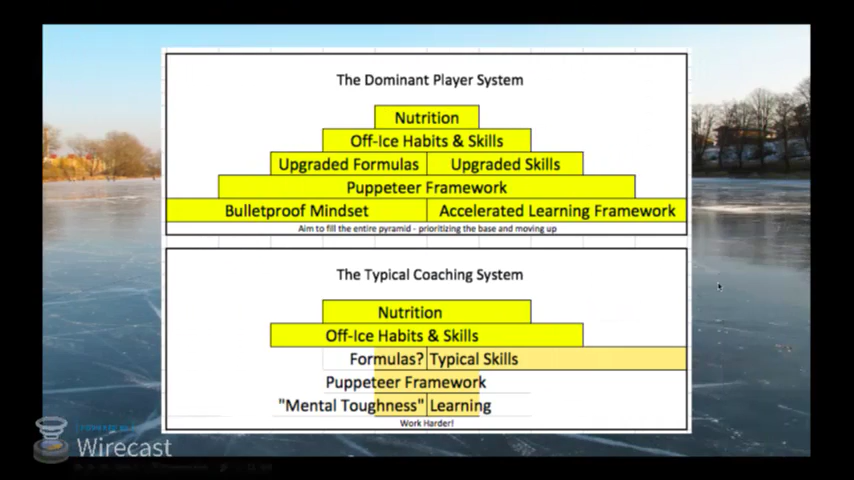 The Dominant Player System
Nutrition
Off-Ice Habits & Skills
Upgraded Formulas Upgraded Skills
Puppeteer Framework
Bulletproof Mindset Accelerated Learning Framework
Aim to fill the entire pyramid - prioritizing the base and moving up
The Typical Coaching System
Nutrition
Off-Ice Habits & Skills
Formulas? Typical Skills
Puppeteer Framework
"Mental Toughness" Learning
Work Harder!
Wirecast